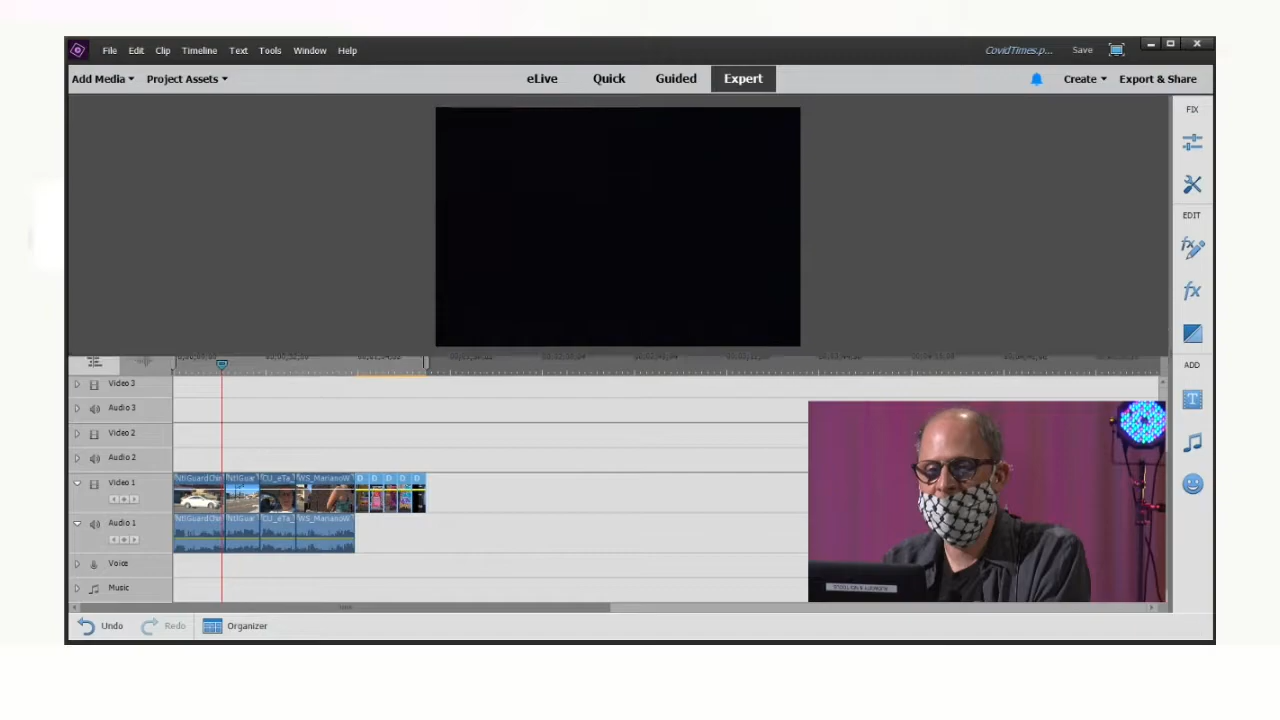 File Edit Clip Timeline Text Tools Window Help CovidTimes.p... Save
Add Media Project Assets eLive Quick Guided Expert Create Export & Share
FIX
EDIT
fx
fx
ADD
T
Video 3
Audio 3
Video 2
Audio 2
Video 1
Audio 1
Voice
Music
D D D D D
Undo Redo Organizer